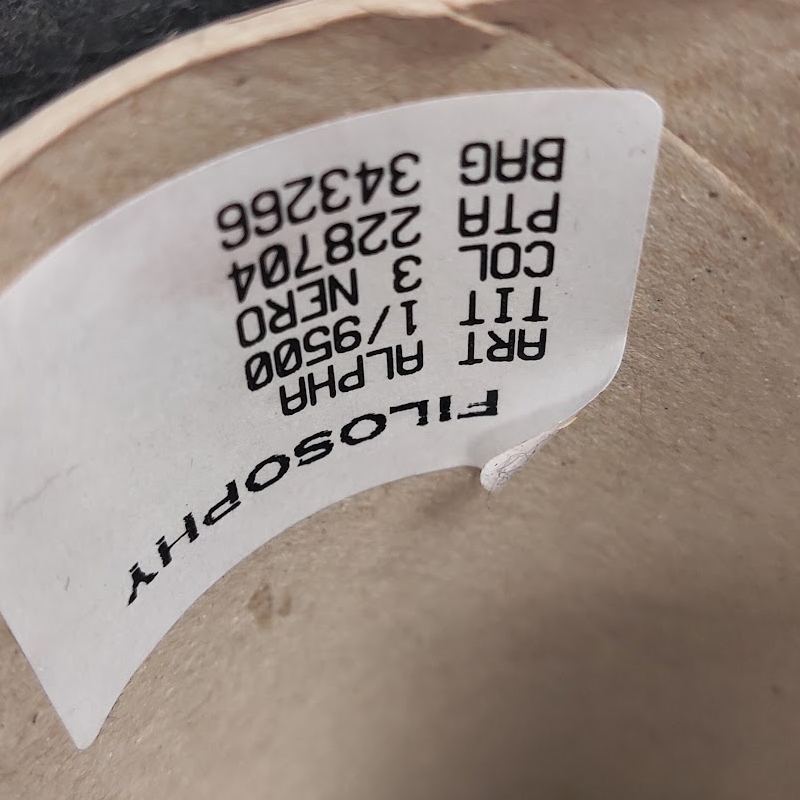 FILOSOPHY
ART ALPHA
TIT 1/9500
COL 3 NERO
PTA 228704
BAG 343266